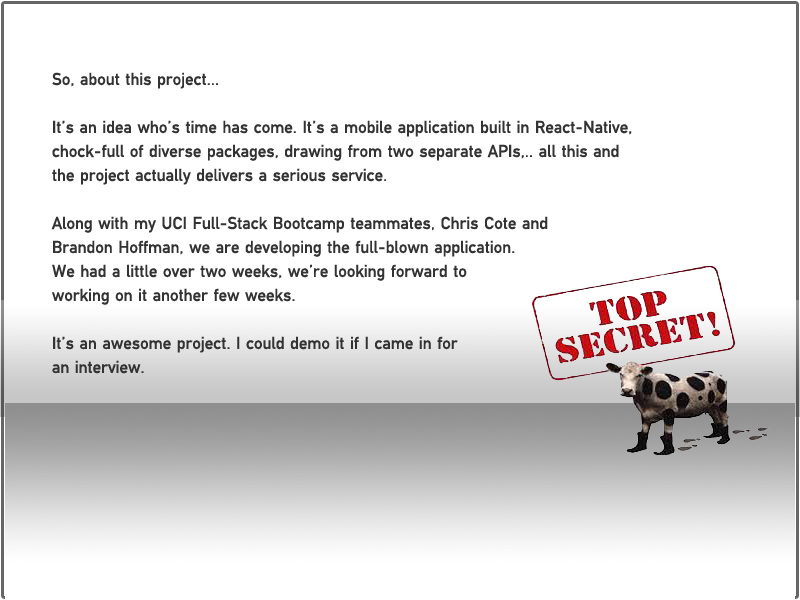 So, about this project...
It's an idea who's time has come. It's a mobile application built in React-Native,
chock-full of diverse packages, drawing from two separate APIs,.. all this and
the project actually delivers a serious service.
Along with my UCI Full-Stack Bootcamp teammates, Chris Cote and
Brandon Hoffman, we are developing the full-blown application.
We had a little over two weeks, we're looking forward to
working on it another few weeks.
It's an awesome project. I could demo it if I came in for
an interview.
TOP
SECRET!